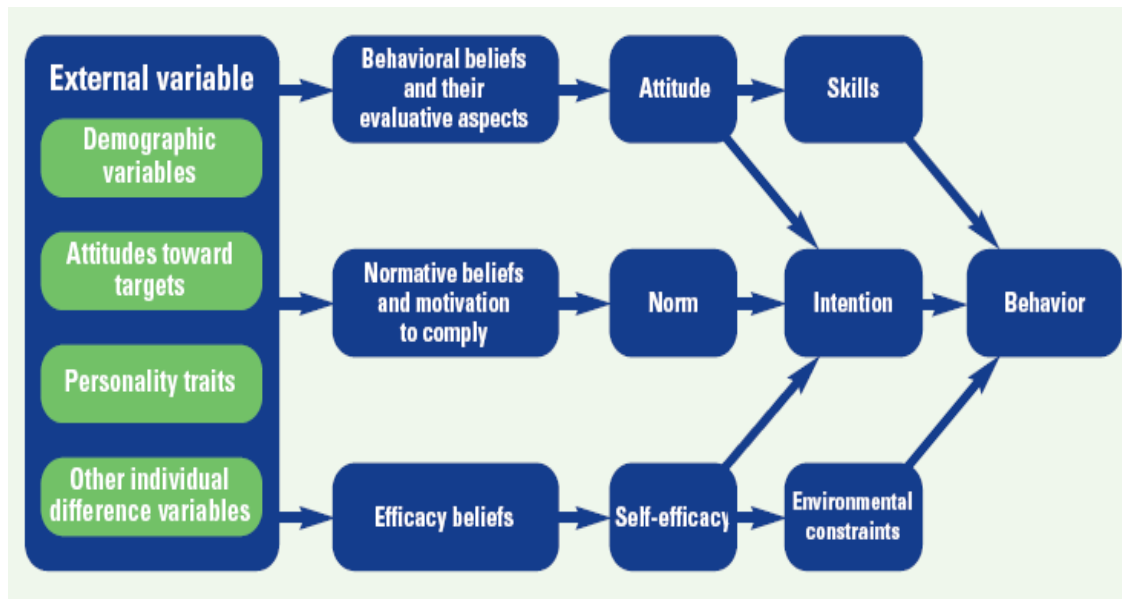 External variable
Demographic
variables
Attitudes toward
targets
Personality traits
Other individual
difference variables
Behavioral beliefs
and their
evaluative aspects
Attitude
Skills
Normative beliefs
and motivation
to comply
Norm
Intention
Behavior
Efficacy beliefs
Self-efficacy
Environmental
constraints